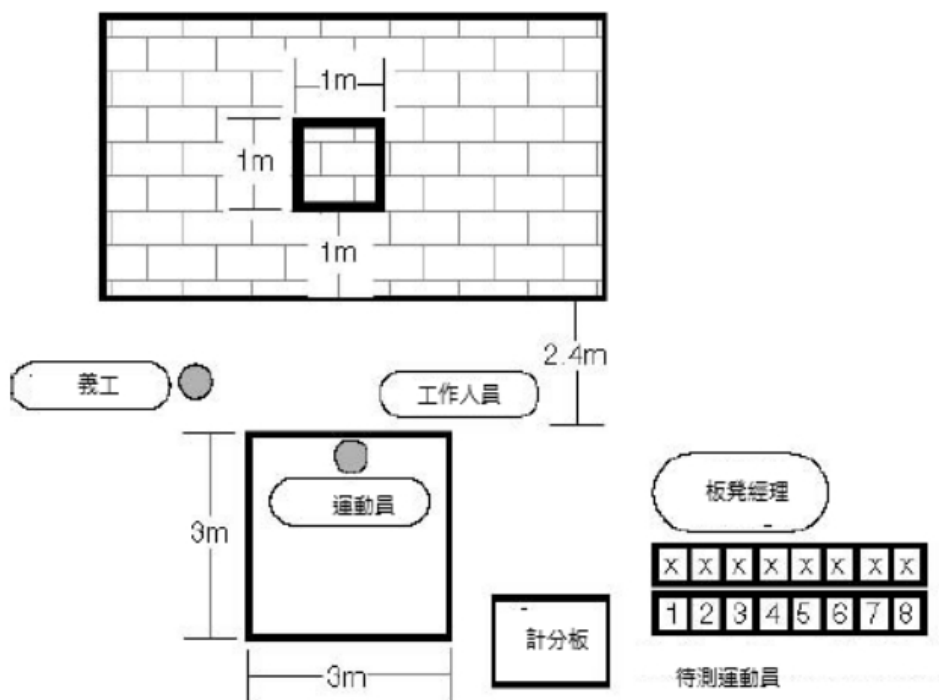 1m
1m
1m
2.4m
義工
工作人員
運動員
3m
板凳經理
x x x x x x x x
1 2 3 4 5 6 7 8
計分板
3m
待測運動員